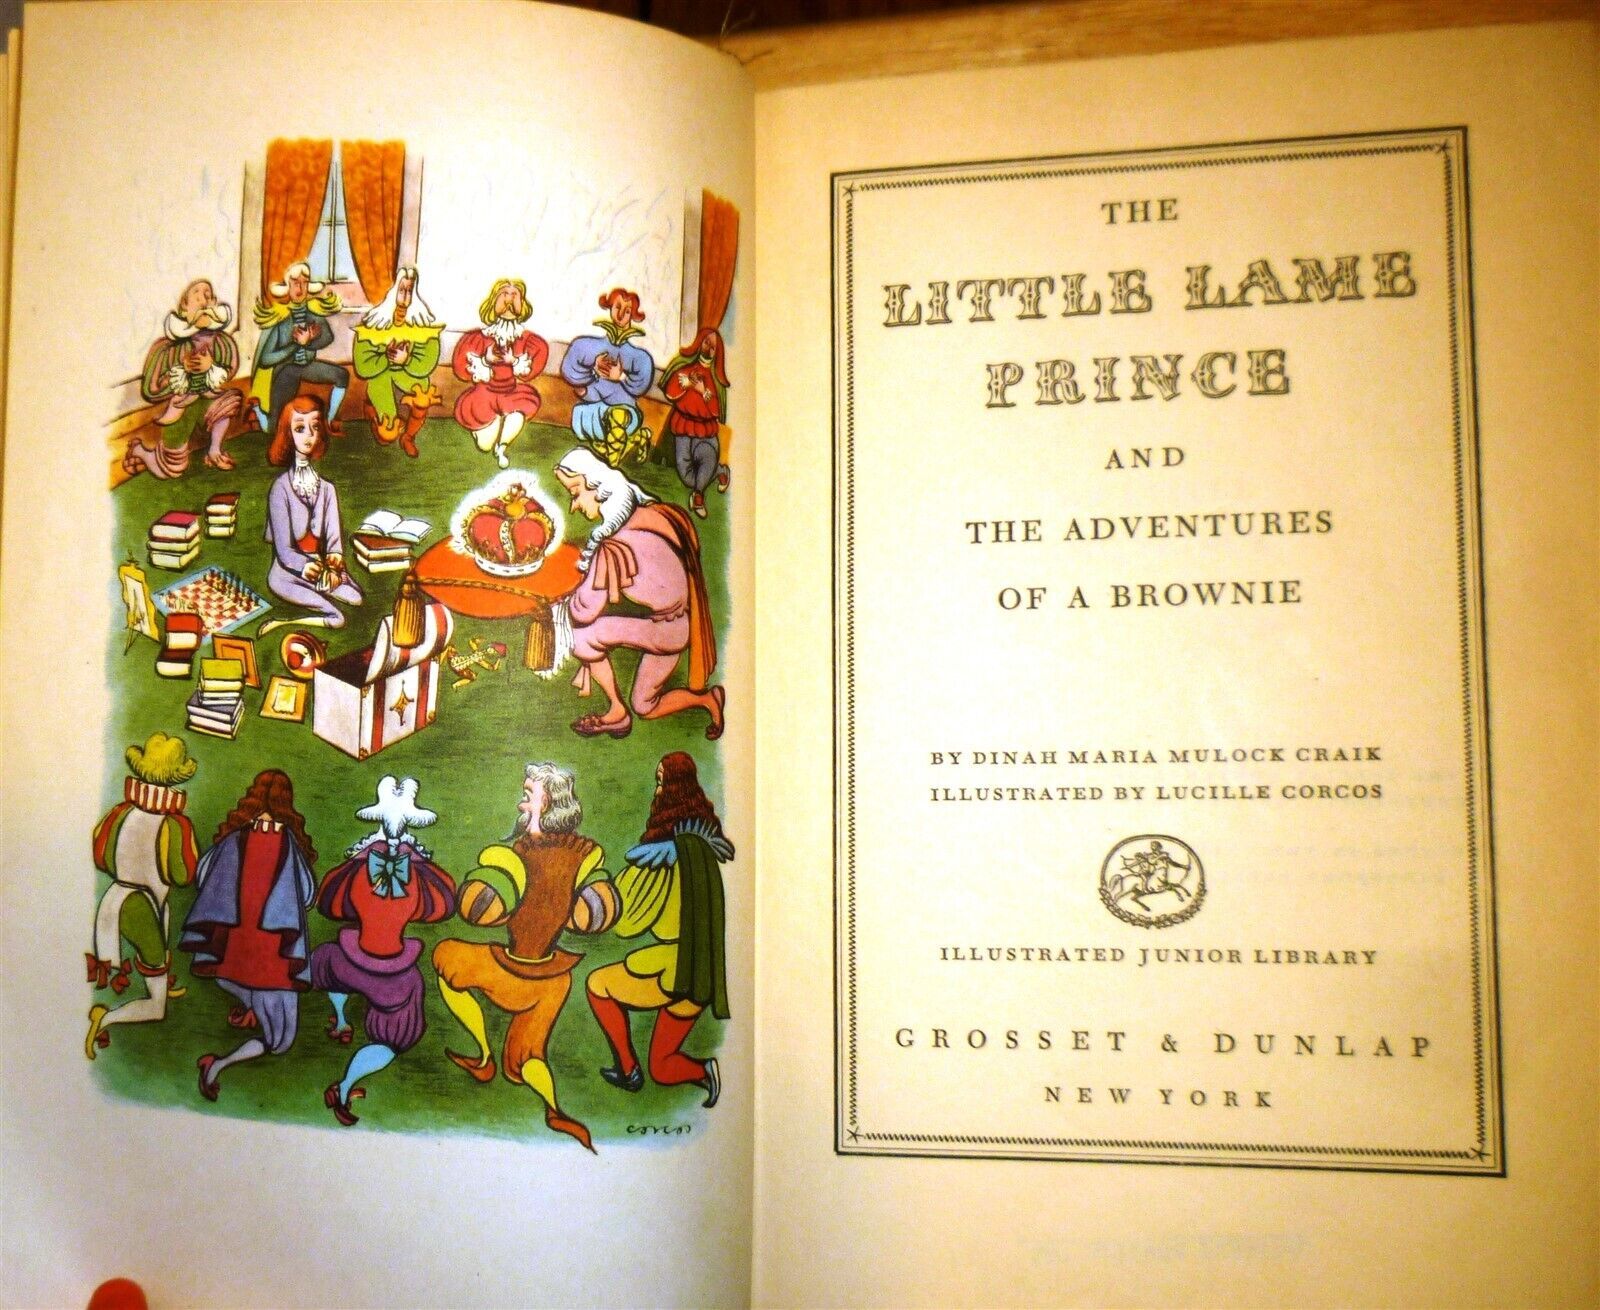 corcos
THE
LITTLE LAME
PRINCE
AND
THE ADVENTURES
OF A BROWNIE
BY DINAH MARIA MULOCK CRAIK
ILLUSTRATED BY LUCILLE CORCOS
ILLUSTRATED JUNIOR LIBRARY
GROSSET & DUNLAP
NEW YORK